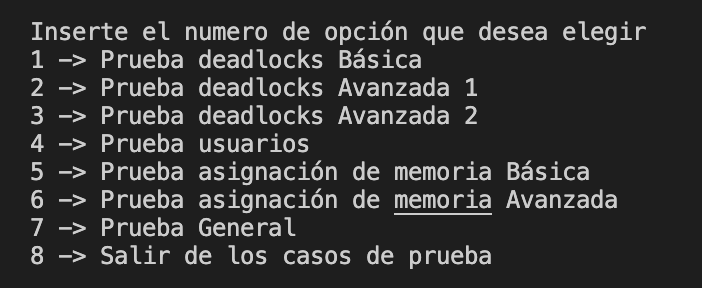 Inserte el numero de opción que desea elegir
1 —> Prueba deadlocks Básica
2 —> Prueba deadlocks Avanzada 1
3 —> Prueba deadlocks Avanzada 2
4 —> Prueba usuarios
5 —> Prueba asignación de memoria Básica
6 —> Prueba asignación de memoria Avanzada
7 —> Prueba General
8 —> Salir de los casos de prueba